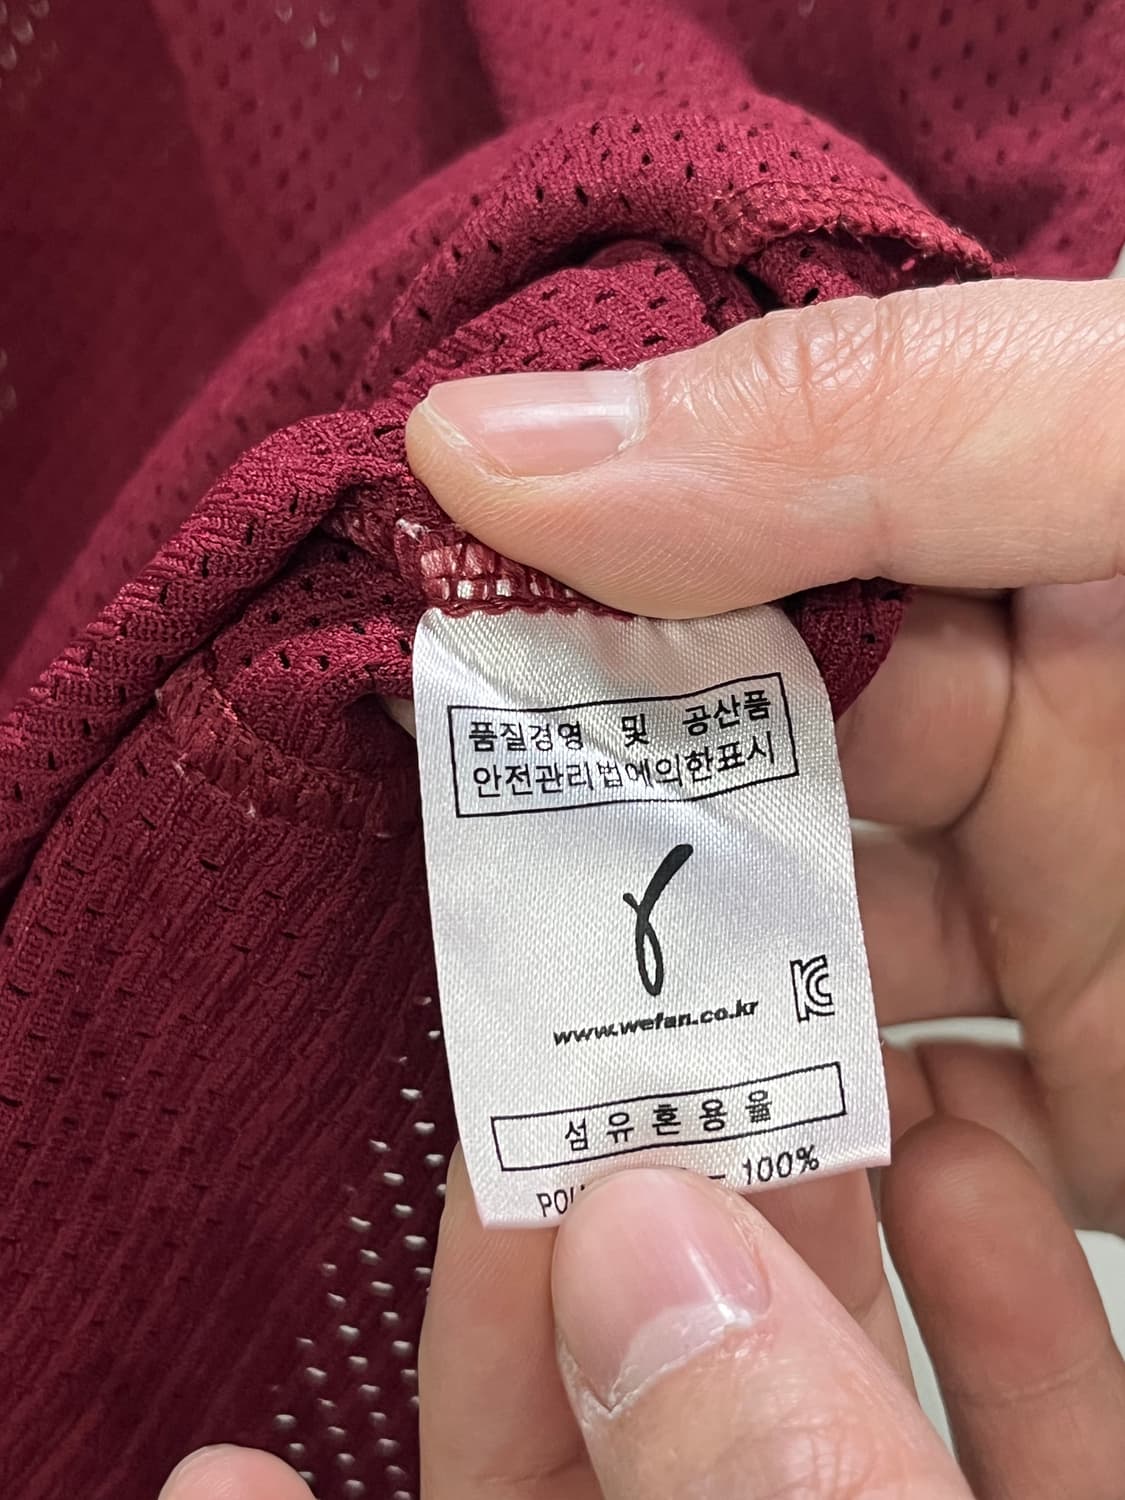 품질경영 및 공산품
안전관리법에의한표시
www.wefan.co.kr
KC
섬유혼용율
— 100%